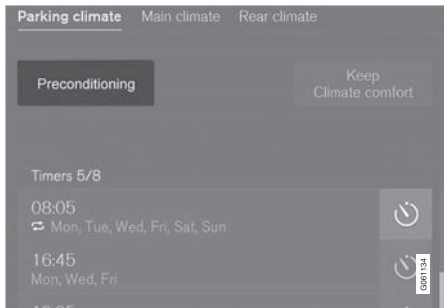 Parking climate Main climate Rear climate
Preconditioning
Keep
Climate comfort
Timers 5/8
08:05
Mon, Tue, Wed, Fri, Sat, Sun
16:45
Mon, Wed, Fri
G061134